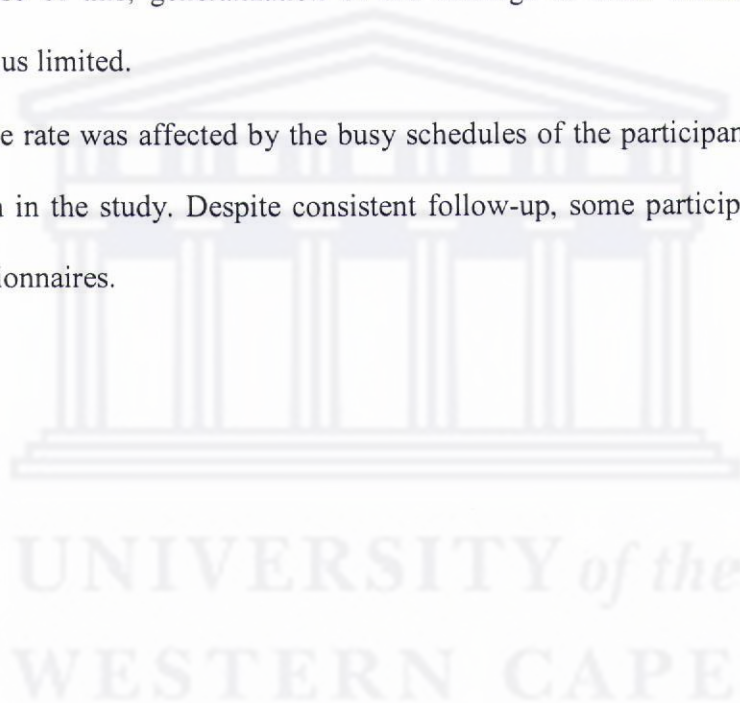 us limited.
e rate was affected by the busy schedules of the participan
in the study. Despite consistent follow-up, some particip
ionnaires.
UNIVERSITY of the
WESTERN CAPE